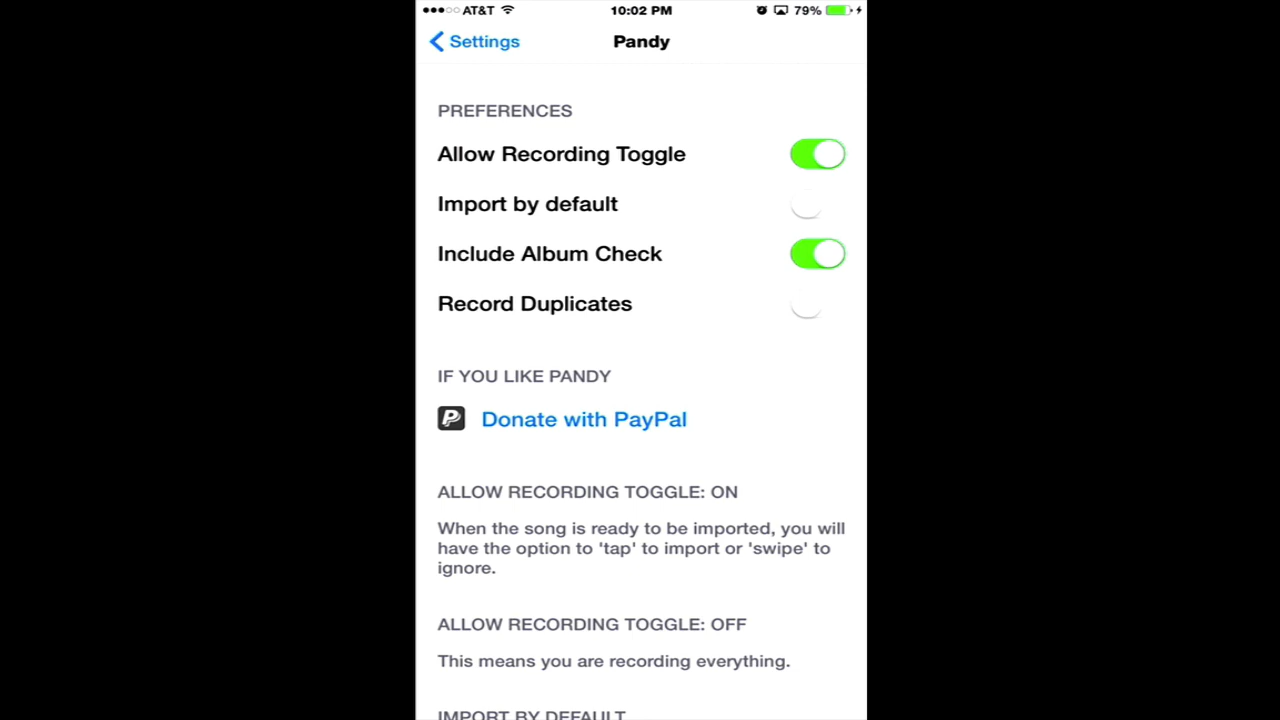 AT&T 10:02 PM 79%
Settings Pandy
PREFERENCES
Allow Recording Toggle
Import by default
Include Album Check
Record Duplicates
IF YOU LIKE PANDY
Donate with PayPal
ALLOW RECORDING TOGGLE: ON
When the song is ready to be imported, you will
have the option to 'tap' to import or 'swipe' to
ignore.
ALLOW RECORDING TOGGLE: OFF
This means you are recording everything.
IMPORT BY DEFAULT